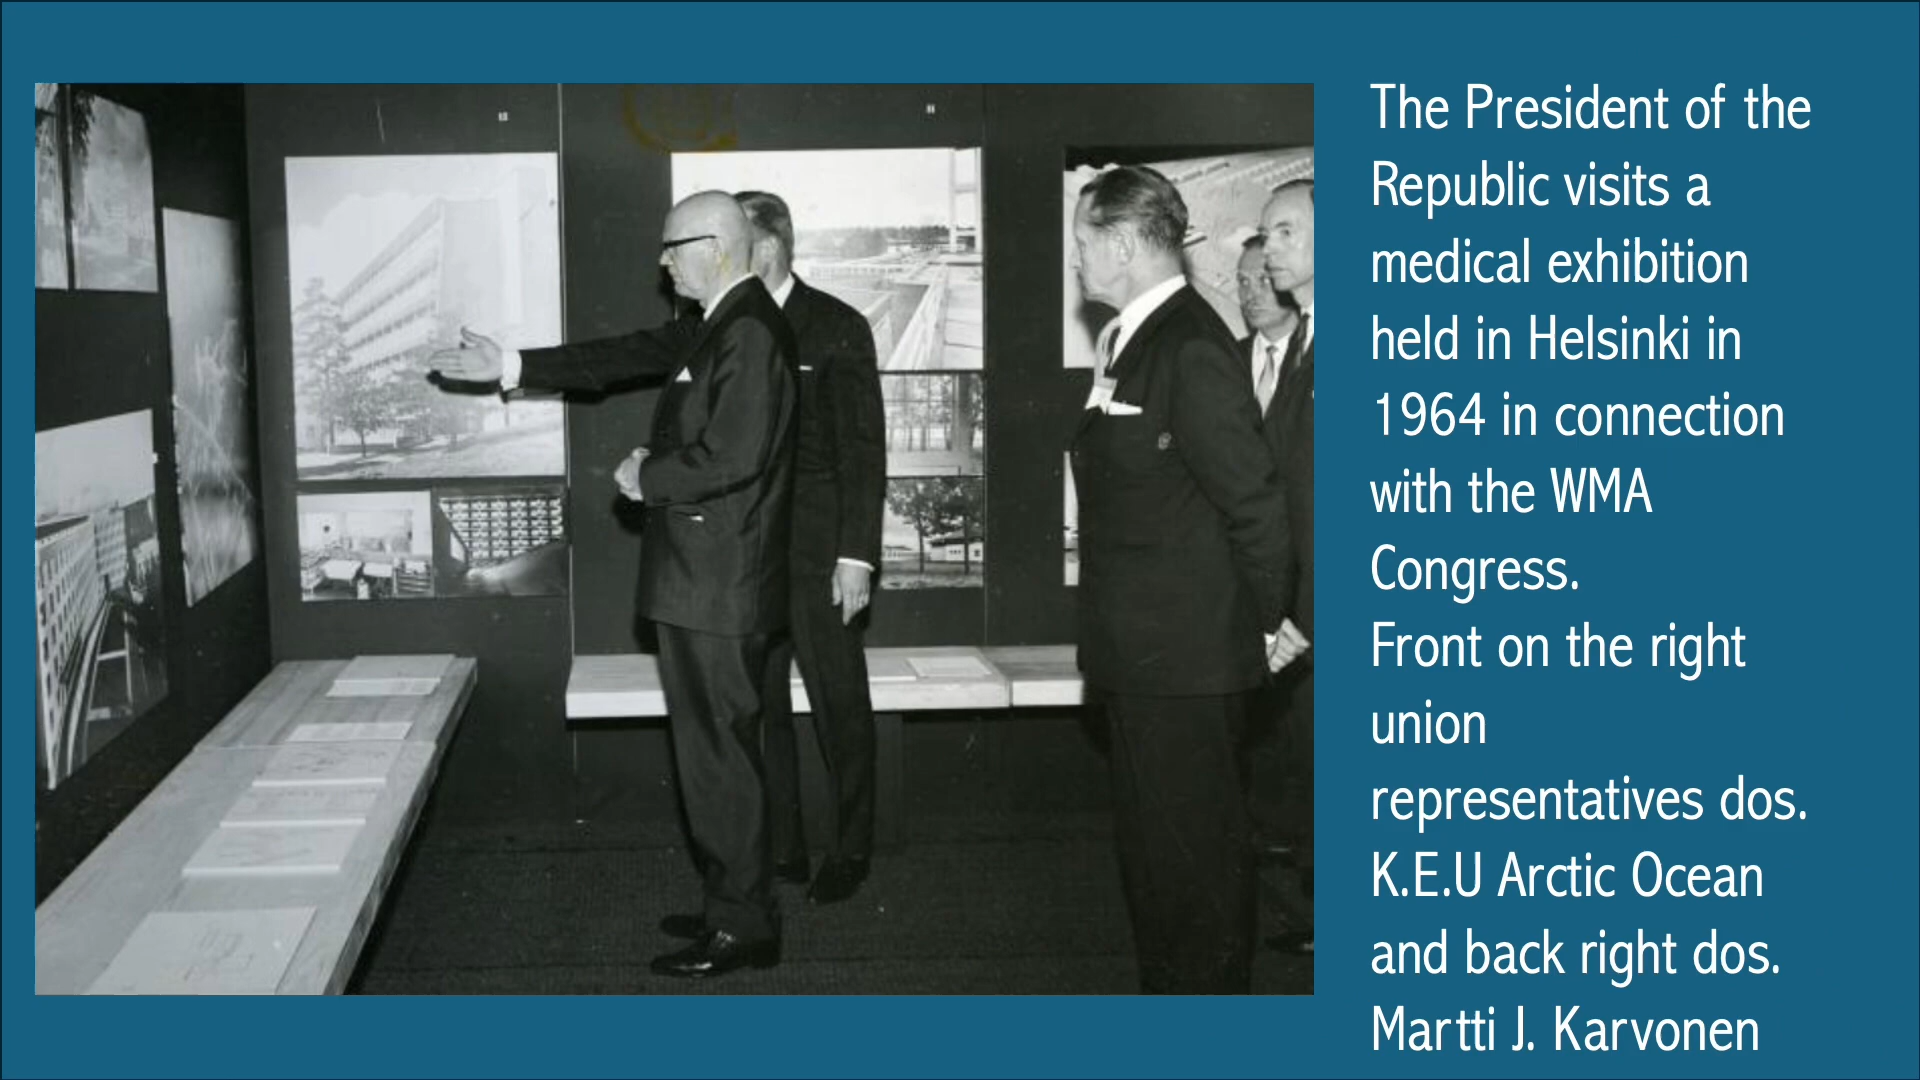 The President of the
Republic visits a
medical exhibition
held in Helsinki in
1964 in connection
with the WMA
Congress.
Front on the right
union
representatives dos.
K.E.U Arctic Ocean
and back right dos.
Martti J. Karvonen